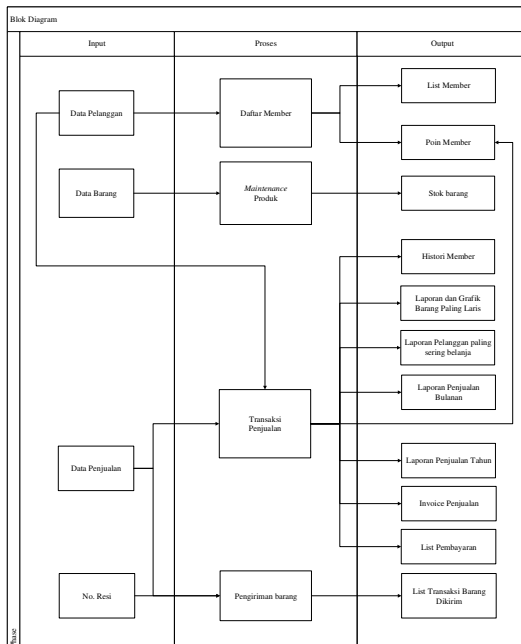 Blok Diagram
Input
Proses
Output
Data Pelanggan
Daftar Member
List Member
Poin Member
Data Barang
Maintenance
Produk
Stok barang
Histori Member
Laporan dan Grafik
Barang Paling Laris
Laporan Pelanggan paling
sering belanja
Laporan Penjualan
Bulanan
Transaksi
Penjualan
Data Penjualan
Laporan Penjualan Tahun
Invoice Penjualan
List Pembayaran
No. Resi
Pengiriman barang
List Transaksi Barang
Dikirim